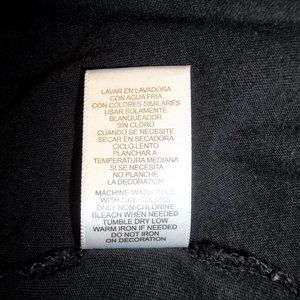 LAVAR EN LAVADORA
CON AGUA FRIA
CON COLORES SIMILARES
USAR SOLAMENTE
BLANQUEADOR
SIN CLORO
CUANDO SE NECESITE
SECAR EN SECADORA
CICLO LENTO
PLANCHAR A
TEMPERATURA MEDIANA
SI SE NECESITA
NO PLANCHE
LA DECORATION
MACHINE WASH COLD
WITH LIKE COLORS
ONLY NON-CHLORINE
BLEACH WHEN NEEDED
TUMBLE DRY LOW
WARM IRON IF NEEDED
DO NOT IRON
ON DECORATION